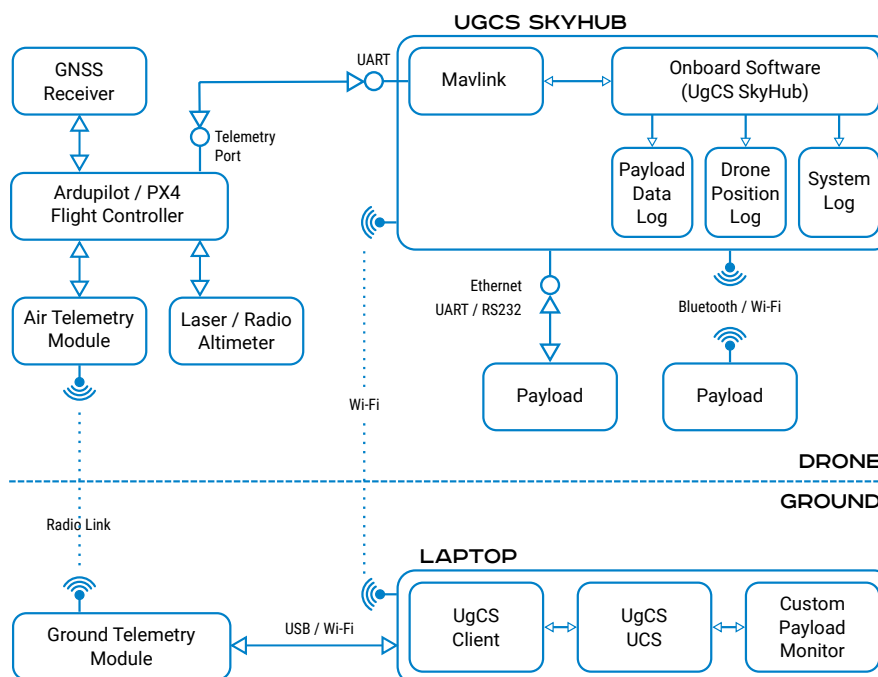 UGCS SKYHUB
GNSS
Receiver
UART
Mavlink
Onboard Software
(UgCS SkyHub)
Telemetry
Port
Payload
Data
Log
Drone
Position
Log
System
Log
Ardupilot / PX4
Flight Controller
Air Telemetry
Module
Laser / Radio
Altimeter
Ethernet
UART / RS232
Bluetooth / Wi-Fi
Payload
Payload
Wi-Fi
DRONE
GROUND
Radio Link
LAPTOP
Ground Telemetry
Module
USB / Wi-Fi
UgCS
Client
UgCS
UCS
Custom
Payload
Monitor